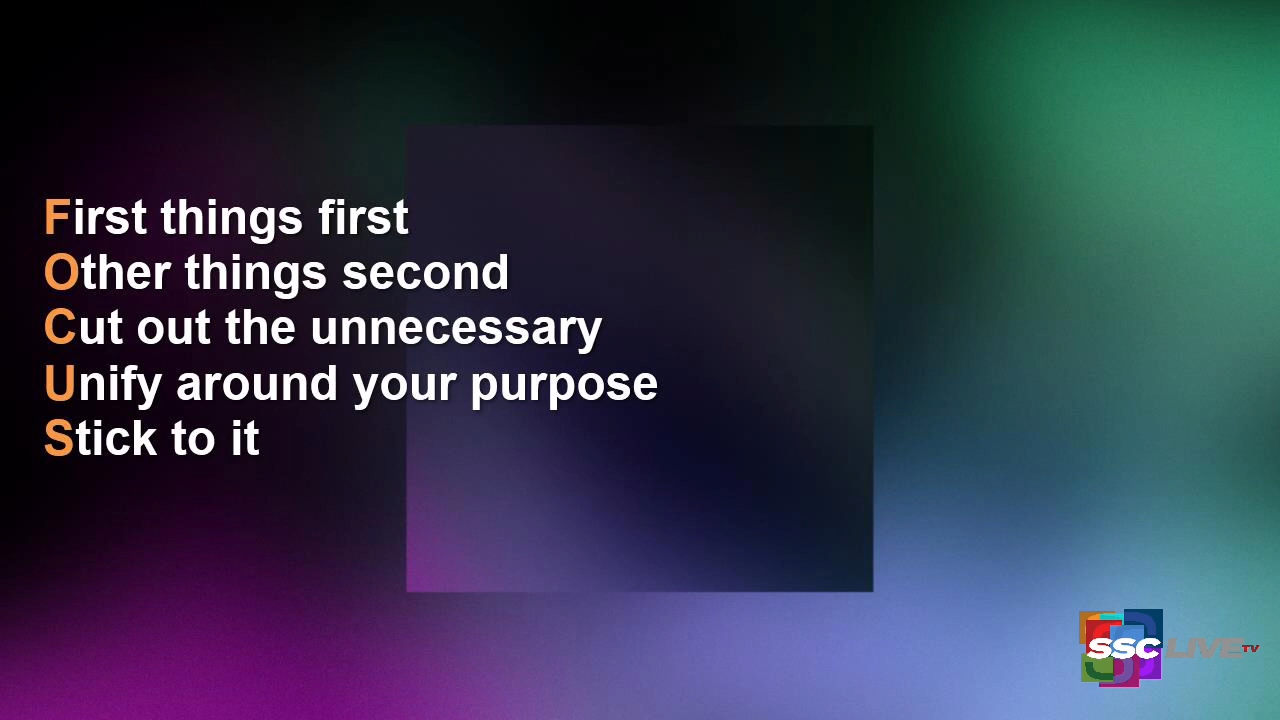 First things first
Other things second
Cut out the unnecessary
Unify around your purpose
Stick to it
SSC LIVE TV